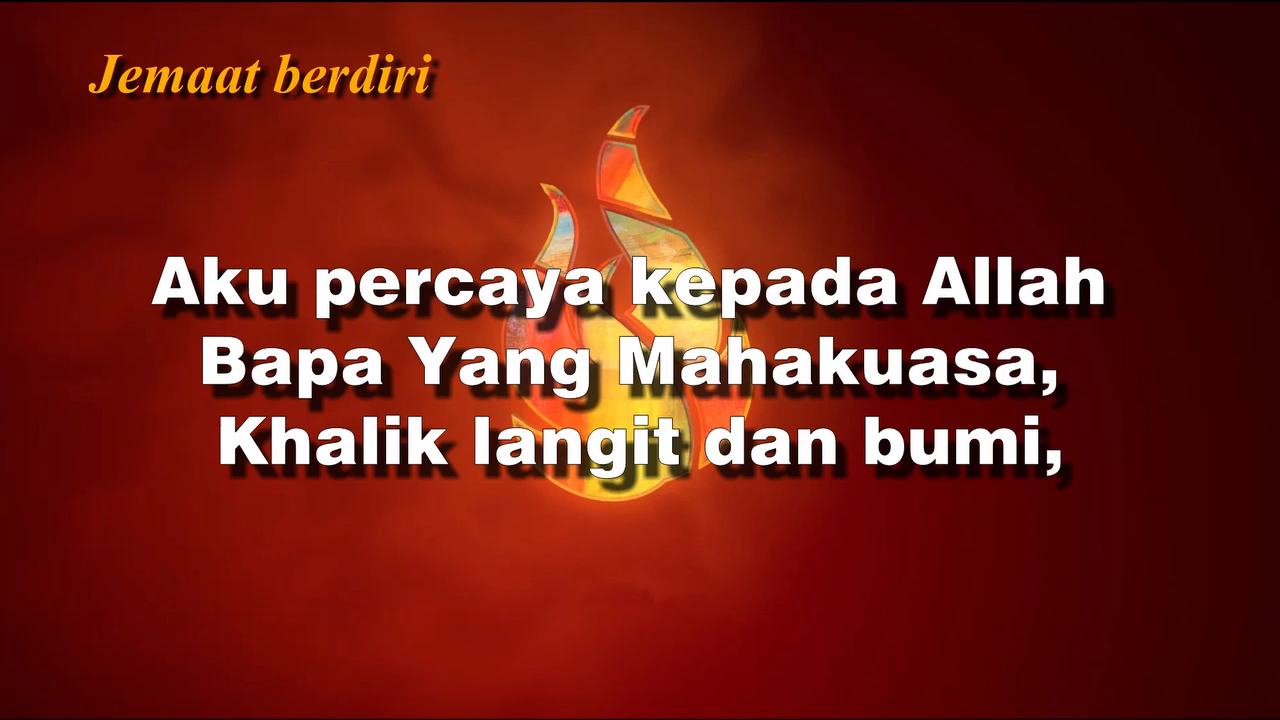 Jemaat berdiri
Aku percaya kepada Allah
Bapa Yang Mahakuasa,
Khalik langit dan bumi,